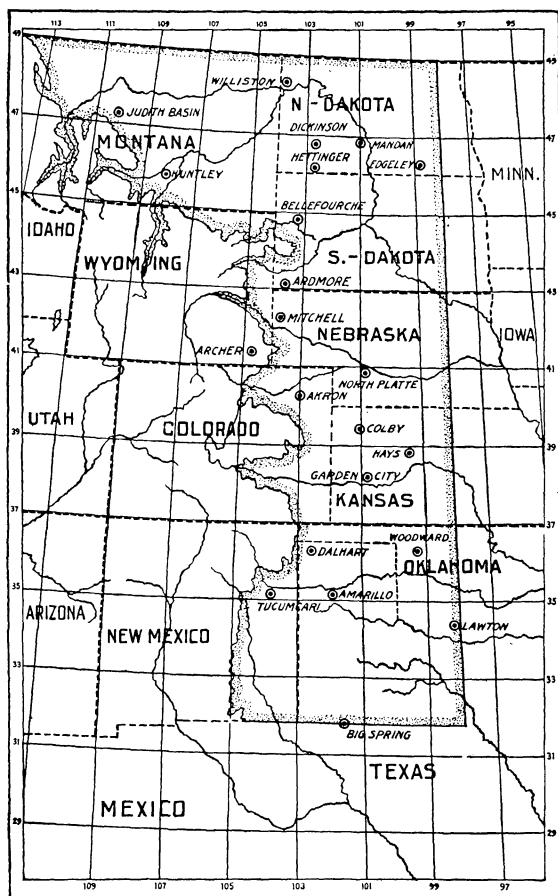 113 111 109 107 105 103 101 99 97 95
49 49
WILLISTON
N-DAKOTA
JUDITH BASIN
47 47
DICKINSON
MANDAN
MONTANA
HETTINGER
EDGELEY
HUNTLEY
MINN.
45 45
BELLEFOURCHE
IDAHO
S.-DAKOTA
WYOMING
43 ARDMORE 43
MITCHELL
NEBRASKA
IOWA
ARCHER
41 41
NORTH PLATTE
AKRON
UTAH
COLORADO
COLBY
39 39
HAYS
GARDEN CITY
KANSAS
37 37
WOODWARD
DALHART
OKLAHOMA
35 35
TUCUMCARI
AMARILLO
ARIZONA
NEW MEXICO
LAWTON
33 33
BIG SPRING
31 31
TEXAS
MEXICO
29 29
109 107 105 103 101 99 97